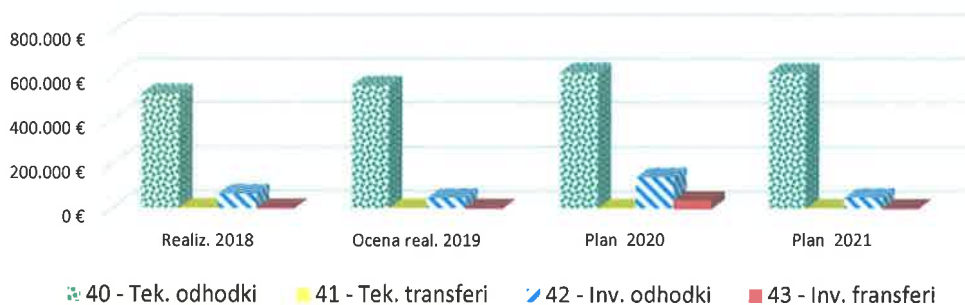 800.000 €
600.000 €
400.000 €
200.000 €
0 €
Realiz. 2018
Ocena real. 2019
Plan 2020
Plan 2021
40 - Tek. odhodki
41 - Tek. transferi
42 - Inv. odhodki
43 - Inv. fransferi